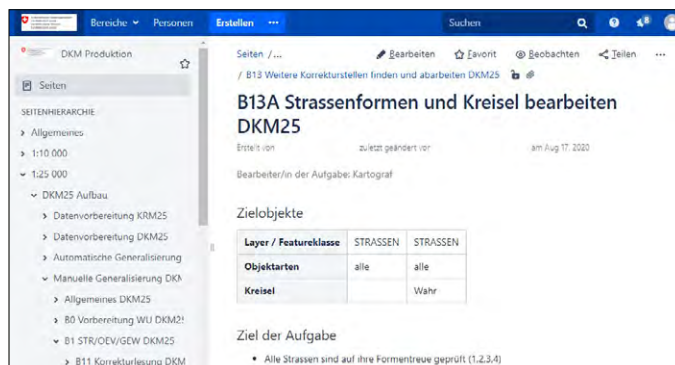 Bereiche Personen Erstellen ··· Suchen
DKM Produktion
Seiten
SEITENHIERARCHIE
Allgemeines
1:10 000
1:25 000
DKM25 Aufbau
Datenvorbereitung KRM25
Datenvorbereitung DKM25
Automatische Generalisierung
Manuelle Generalisierung DKM
Allgemeines DKM25
B0 Vorbereitung WU DKM25
B1 STR/OEV/GEW DKM25
B11 Korrekturlesung DKM
Seiten /... Bearbeiten Favorit Beobachten Teilen ···
/ B13 Weitere Korrekturstellen finden und abarbeiten DKM25
B13A Strassenformen und Kreisel bearbeiten
DKM25
Erstellt von zuletzt geändert von am Aug 17, 2020
Bearbeiter/in der Aufgabe: Kartograf
Zielobjekte
Layer / Featureklasse STRASSEN STRASSEN
Objektarten alle alle
Kreisel Wahr
Ziel der Aufgabe
• Alle Strassen sind auf ihre Formentreue geprüft (1,2,3,4)